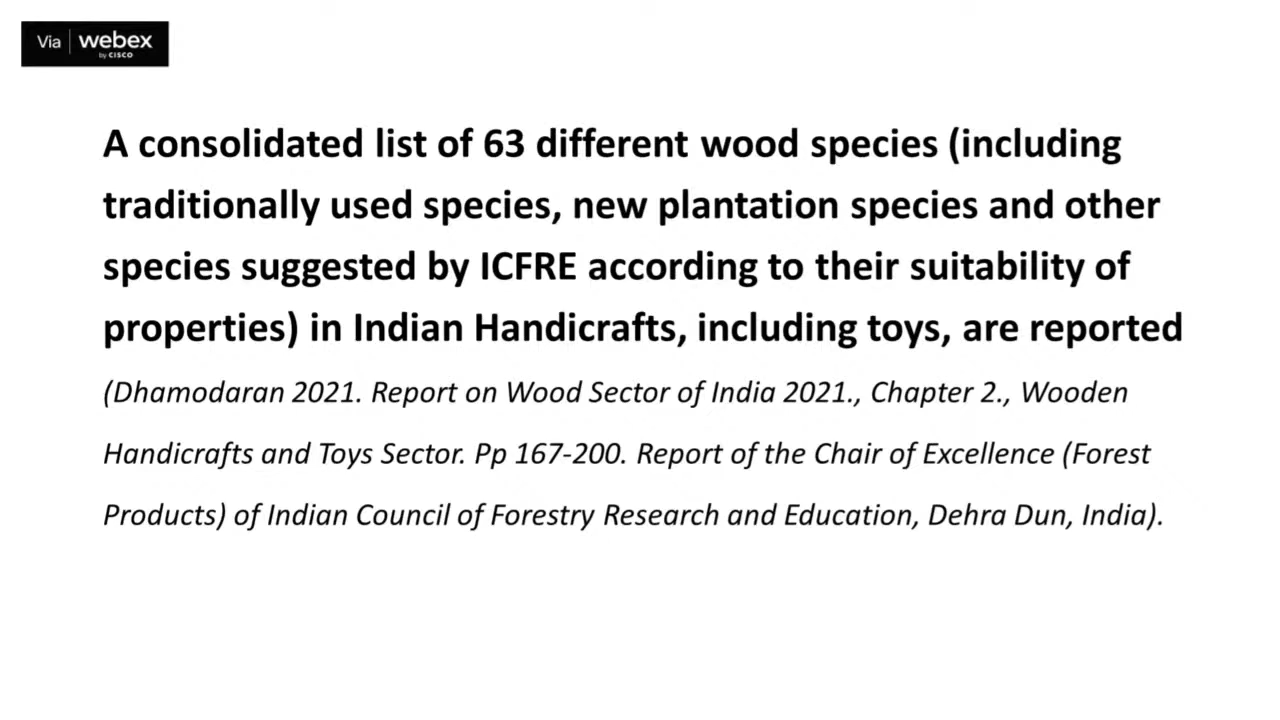 Via webex
by CISCO
A consolidated list of 63 different wood species (including
traditionally used species, new plantation species and other
species suggested by ICFRE according to their suitability of
properties) in Indian Handicrafts, including toys, are reported
(Dhamodaran 2021. Report on Wood Sector of India 2021., Chapter 2., Wooden
Handicrafts and Toys Sector. Pp 167-200. Report of the Chair of Excellence (Forest
Products) of Indian Council of Forestry Research and Education, Dehra Dun, India).